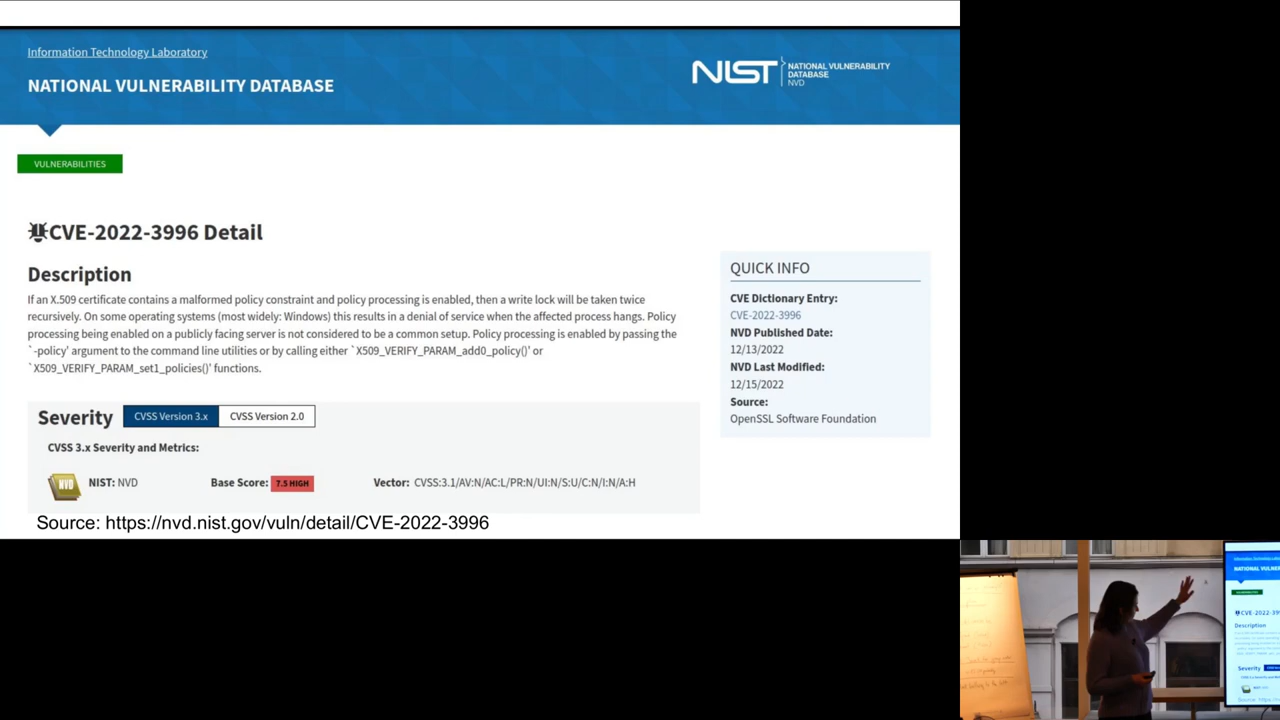 Information Technology Laboratory
NATIONAL VULNERABILITY DATABASE
NIST
NATIONAL VULNERABILITY
DATABASE
NVD
VULNERABILITIES
CVE-2022-3996 Detail
Description
If an X.509 certificate contains a malformed policy constraint and policy processing is enabled, then a write lock will be taken twice
recursively. On some operating systems (most widely: Windows) this results in a denial of service when the affected process hangs. Policy
processing being enabled on a publicly facing server is not considered to be a common setup. Policy processing is enabled by passing the
`-policy' argument to the command line utilities or by calling either `X509_VERIFY_PARAM_add0_policy()' or
`X509_VERIFY_PARAM_set1_policies()' functions.
QUICK INFO
CVE Dictionary Entry:
CVE-2022-3996
NVD Published Date:
12/13/2022
NVD Last Modified:
12/15/2022
Source:
OpenSSL Software Foundation
Severity
CVSS Version 3.x
CVSS Version 2.0
CVSS 3.x Severity and Metrics:
NVD
NIST: NVD
Base Score: 7.5 HIGH
Vector: CVSS:3.1/AV:N/AC:L/PR:N/UI:N/S:U/C:N/I:N/A:H
Source: https://nvd.nist.gov/vuln/detail/CVE-2022-3996
NATIONAL VULNE
CVE-2022-399
Description
Severity